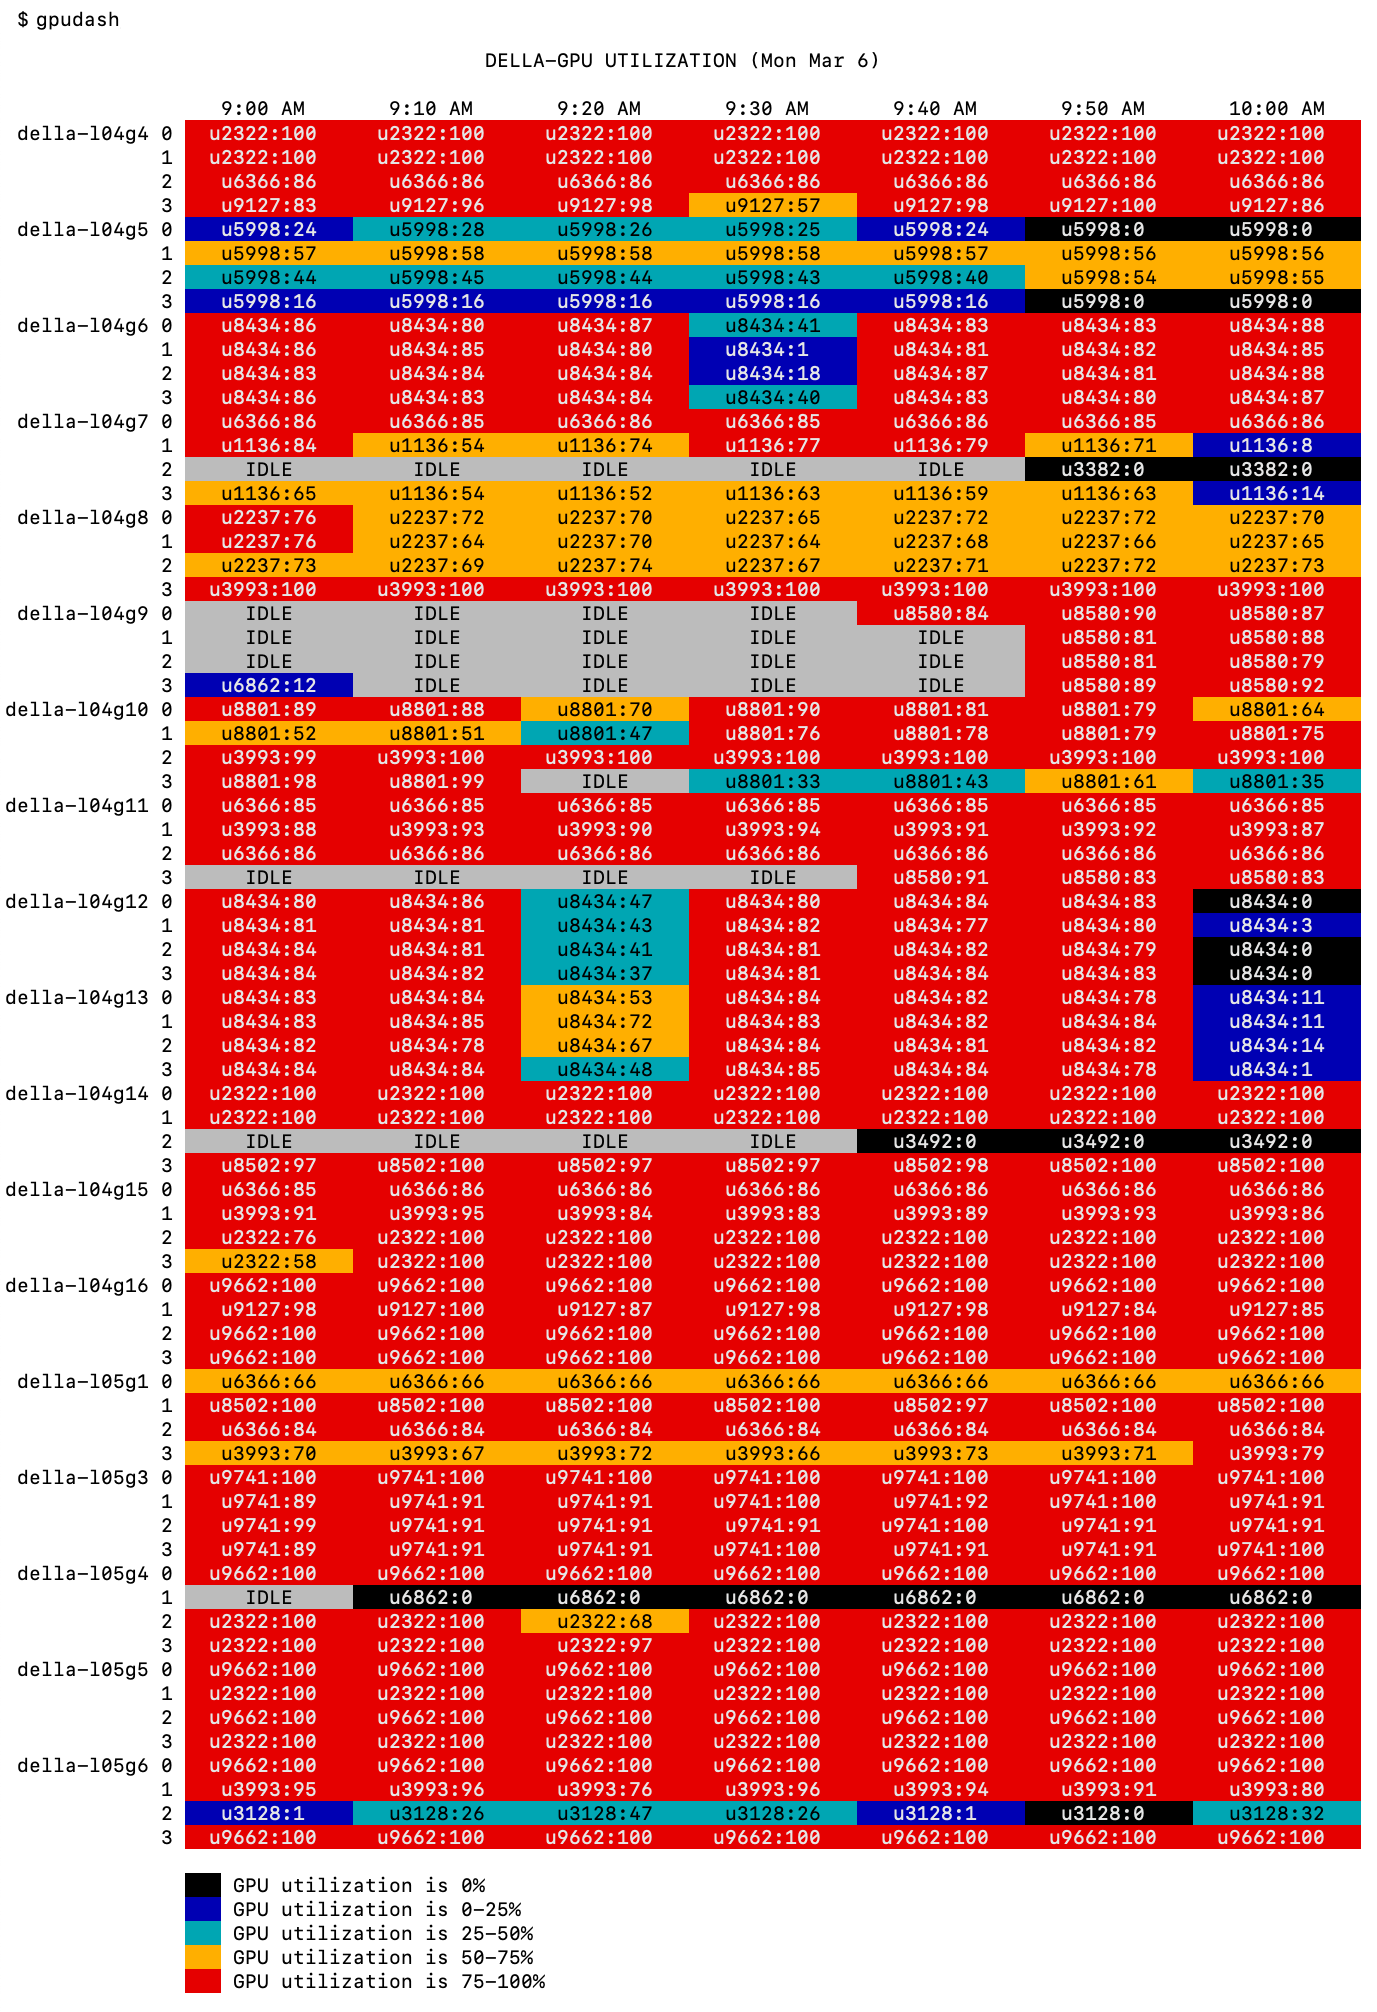 $ gpudash
DELLA-GPU UTILIZATION (Mon Mar 6)
9:00 AM 9:10 AM 9:20 AM 9:30 AM 9:40 AM 9:50 AM 10:00 AM
della-l04g4 0 u2322:100 u2322:100 u2322:100 u2322:100 u2322:100 u2322:100 u2322:100
1 u2322:100 u2322:100 u2322:100 u2322:100 u2322:100 u2322:100 u2322:100
2 u6366:86 u6366:86 u6366:86 u6366:86 u6366:86 u6366:86 u6366:86
3 u9127:83 u9127:96 u9127:98 u9127:57 u9127:98 u9127:100 u9127:86
della-l04g5 0 u5998:24 u5998:28 u5998:26 u5998:25 u5998:24 u5998:0 u5998:0
1 u5998:57 u5998:58 u5998:58 u5998:58 u5998:57 u5998:56 u5998:56
2 u5998:44 u5998:45 u5998:44 u5998:43 u5998:40 u5998:54 u5998:55
3 u5998:16 u5998:16 u5998:16 u5998:16 u5998:16 u5998:0 u5998:0
della-l04g6 0 u8434:86 u8434:80 u8434:87 u8434:41 u8434:83 u8434:83 u8434:88
1 u8434:86 u8434:85 u8434:80 u8434:1 u8434:81 u8434:82 u8434:85
2 u8434:83 u8434:84 u8434:84 u8434:18 u8434:87 u8434:81 u8434:88
3 u8434:86 u8434:83 u8434:84 u8434:40 u8434:83 u8434:80 u8434:87
della-l04g7 0 u6366:86 u6366:85 u6366:86 u6366:85 u6366:86 u6366:85 u6366:86
1 u1136:84 u1136:54 u1136:74 u1136:77 u1136:79 u1136:71 u1136:8
2 IDLE IDLE IDLE IDLE IDLE u3382:0 u3382:0
3 u1136:65 u1136:54 u1136:52 u1136:63 u1136:59 u1136:63 u1136:14
della-l04g8 0 u2237:76 u2237:72 u2237:70 u2237:65 u2237:72 u2237:72 u2237:70
1 u2237:76 u2237:64 u2237:70 u2237:64 u2237:68 u2237:66 u2237:65
2 u2237:73 u2237:69 u2237:74 u2237:67 u2237:71 u2237:72 u2237:73
3 u3993:100 u3993:100 u3993:100 u3993:100 u3993:100 u3993:100 u3993:100
della-l04g9 0 IDLE IDLE IDLE IDLE u8580:84 u8580:90 u8580:87
1 IDLE IDLE IDLE IDLE IDLE u8580:81 u8580:88
2 IDLE IDLE IDLE IDLE IDLE u8580:81 u8580:79
3 u6862:12 IDLE IDLE IDLE IDLE u8580:89 u8580:92
della-l04g10 0 u8801:89 u8801:88 u8801:70 u8801:90 u8801:81 u8801:79 u8801:64
1 u8801:52 u8801:51 u8801:47 u8801:76 u8801:78 u8801:79 u8801:75
2 u3993:99 u3993:100 u3993:100 u3993:100 u3993:100 u3993:100 u3993:100
3 u8801:98 u8801:99 IDLE u8801:33 u8801:43 u8801:61 u8801:35
della-l04g11 0 u6366:85 u6366:85 u6366:85 u6366:85 u6366:85 u6366:85 u6366:85
1 u3993:88 u3993:93 u3993:90 u3993:94 u3993:91 u3993:92 u3993:87
2 u6366:86 u6366:86 u6366:86 u6366:86 u6366:86 u6366:86 u6366:86
3 IDLE IDLE IDLE IDLE u8580:91 u8580:83 u8580:83
della-l04g12 0 u8434:80 u8434:86 u8434:47 u8434:80 u8434:84 u8434:83 u8434:0
1 u8434:81 u8434:81 u8434:43 u8434:82 u8434:77 u8434:80 u8434:3
2 u8434:84 u8434:81 u8434:41 u8434:81 u8434:82 u8434:79 u8434:0
3 u8434:84 u8434:82 u8434:37 u8434:81 u8434:84 u8434:83 u8434:0
della-l04g13 0 u8434:83 u8434:84 u8434:53 u8434:84 u8434:82 u8434:78 u8434:11
1 u8434:83 u8434:85 u8434:72 u8434:83 u8434:82 u8434:84 u8434:11
2 u8434:82 u8434:78 u8434:67 u8434:84 u8434:81 u8434:82 u8434:14
3 u8434:84 u8434:84 u8434:48 u8434:85 u8434:84 u8434:78 u8434:1
della-l04g14 0 u2322:100 u2322:100 u2322:100 u2322:100 u2322:100 u2322:100 u2322:100
1 u2322:100 u2322:100 u2322:100 u2322:100 u2322:100 u2322:100 u2322:100
2 IDLE IDLE IDLE IDLE u3492:0 u3492:0 u3492:0
3 u8502:97 u8502:100 u8502:97 u8502:97 u8502:98 u8502:100 u8502:100
della-l04g15 0 u6366:85 u6366:86 u6366:86 u6366:86 u6366:86 u6366:86 u6366:86
1 u3993:91 u3993:95 u3993:84 u3993:83 u3993:89 u3993:93 u3993:86
2 u2322:76 u2322:100 u2322:100 u2322:100 u2322:100 u2322:100 u2322:100
3 u2322:58 u2322:100 u2322:100 u2322:100 u2322:100 u2322:100 u2322:100
della-l04g16 0 u9662:100 u9662:100 u9662:100 u9662:100 u9662:100 u9662:100 u9662:100
1 u9127:98 u9127:100 u9127:87 u9127:98 u9127:98 u9127:84 u9127:85
2 u9662:100 u9662:100 u9662:100 u9662:100 u9662:100 u9662:100 u9662:100
3 u9662:100 u9662:100 u9662:100 u9662:100 u9662:100 u9662:100 u9662:100
della-l05g1 0 u6366:66 u6366:66 u6366:66 u6366:66 u6366:66 u6366:66 u6366:66
1 u8502:100 u8502:100 u8502:100 u8502:100 u8502:97 u8502:100 u8502:100
2 u6366:84 u6366:84 u6366:84 u6366:84 u6366:84 u6366:84 u6366:84
3 u3993:70 u3993:67 u3993:72 u3993:66 u3993:73 u3993:71 u3993:79
della-l05g3 0 u9741:100 u9741:100 u9741:100 u9741:100 u9741:100 u9741:100 u9741:100
1 u9741:89 u9741:91 u9741:91 u9741:100 u9741:92 u9741:100 u9741:91
2 u9741:99 u9741:91 u9741:91 u9741:91 u9741:100 u9741:91 u9741:91
3 u9741:89 u9741:91 u9741:91 u9741:100 u9741:91 u9741:91 u9741:91
della-l05g4 0 u9662:100 u9662:100 u9662:100 u9662:100 u9662:100 u9662:100 u9662:100
1 IDLE u6862:0 u6862:0 u6862:0 u6862:0 u6862:0 u6862:0
2 u2322:100 u2322:100 u2322:68 u2322:100 u2322:100 u2322:100 u2322:100
3 u2322:100 u2322:100 u2322:97 u2322:100 u2322:100 u2322:100 u2322:100
della-l05g5 0 u9662:100 u9662:100 u9662:100 u9662:100 u9662:100 u9662:100 u9662:100
1 u2322:100 u2322:100 u2322:100 u2322:100 u2322:100 u2322:100 u2322:100
2 u9662:100 u9662:100 u9662:100 u9662:100 u9662:100 u9662:100 u9662:100
3 u2322:100 u2322:100 u2322:100 u2322:100 u2322:100 u2322:100 u2322:100
della-l05g6 0 u9662:100 u9662:100 u9662:100 u9662:100 u9662:100 u9662:100 u9662:100
1 u3993:95 u3993:96 u3993:76 u3993:96 u3993:94 u3993:91 u3993:80
2 u3128:1 u3128:26 u3128:47 u3128:26 u3128:1 u3128:0 u3128:32
3 u9662:100 u9662:100 u9662:100 u9662:100 u9662:100 u9662:100 u9662:100
GPU utilization is 0%
GPU utilization is 0-25%
GPU utilization is 25-50%
GPU utilization is 50-75%
GPU utilization is 75-100%